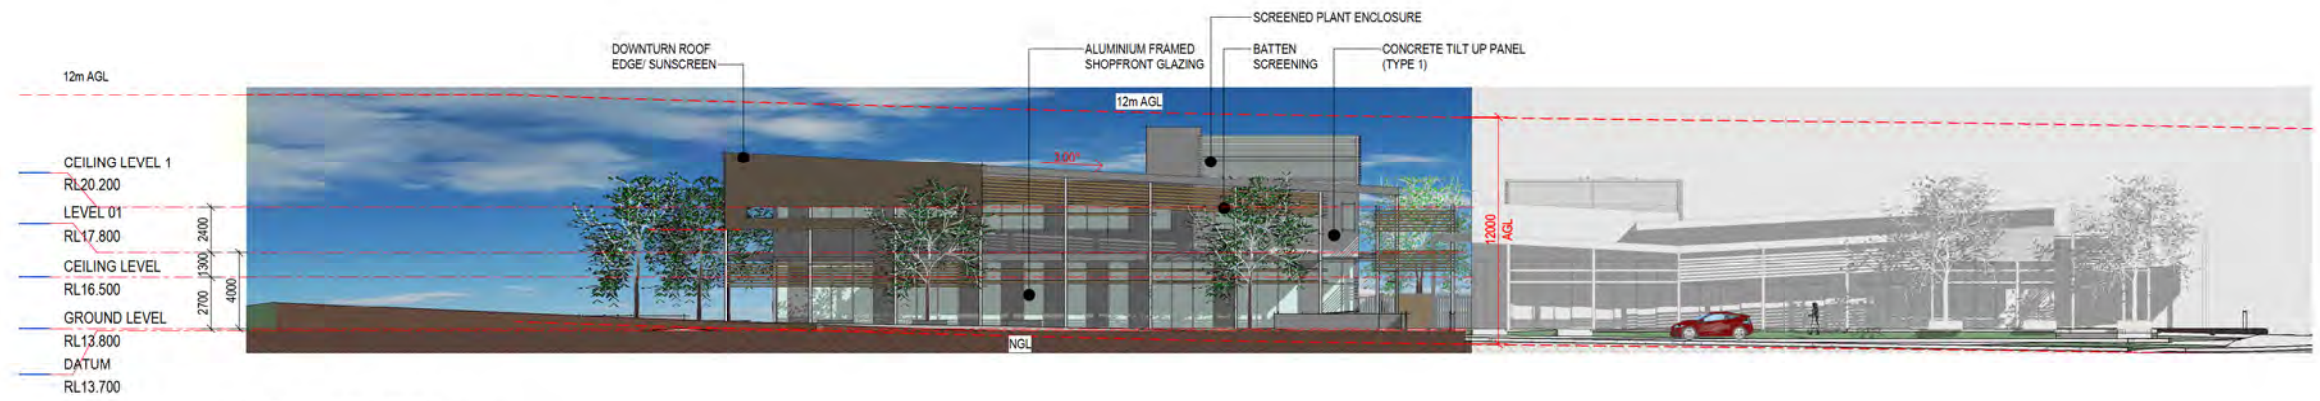 SCREENED PLANT ENCLOSURE
DOWNTURN ROOF
EDGE/ SUNSCREEN
ALUMINIUM FRAMED
SHOPFRONT GLAZING
BATTEN
SCREENING
CONCRETE TILT UP PANEL
(TYPE 1)
12m AGL
12m AGL
CEILING LEVEL 1
RL20.200
LEVEL 01
RL17.800
CEILING LEVEL
RL16.500
GROUND LEVEL
RL13.800
DATUM
RL13.700
2400
1300
2700
4000
3.00°
12000
AGL
NGL